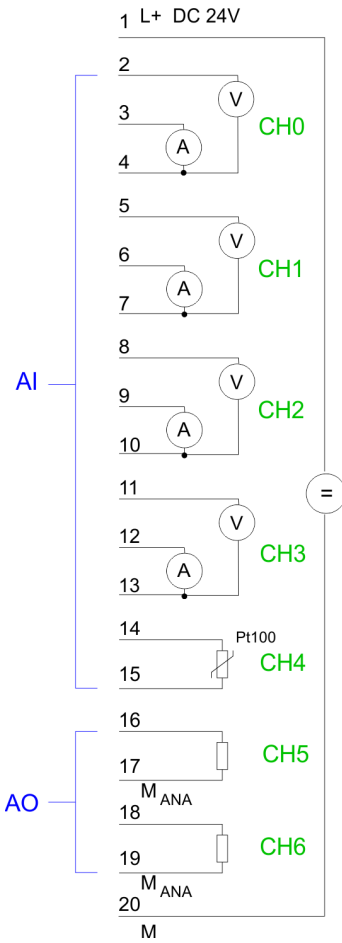 1 L+ DC 24V
2
V
3
CH0
A
4
5
V
6
CH1
A
7
8
V
AI
9
CH2
A
10
11
=
V
12
CH3
A
13
14
Pt100
CH4
15
16
CH5
17
M ANA
AO
18
CH6
19
M ANA
20
M